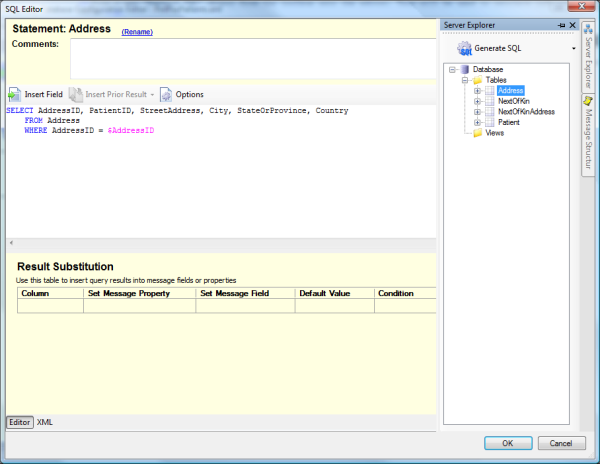 SQL Editor
Statement: Address (Rename)
Comments:
Insert Field Insert Prior Result Options
SELECT AddressID, PatientID, StreetAddress, City, StateOrProvince, Country
FROM Address
WHERE AddressID = $AddressID
Result Substitution
Use this table to insert query results into message fields or properties
Column Set Message Property Set Message Field Default Value Condition
Editor XML
Server Explorer
Generate SQL
Database
Tables
Address
NextOfKin
NextOfKinAddress
Patient
Views
Server Explorer
Message Structur
OK Cancel